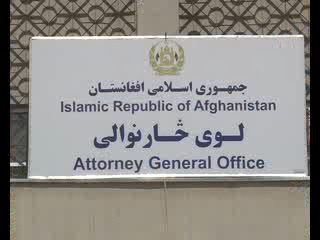 جمهوری اسلامی افغانستان
Islamic Republic of Afghanistan
لوی څارنوالی
Attorney General Office